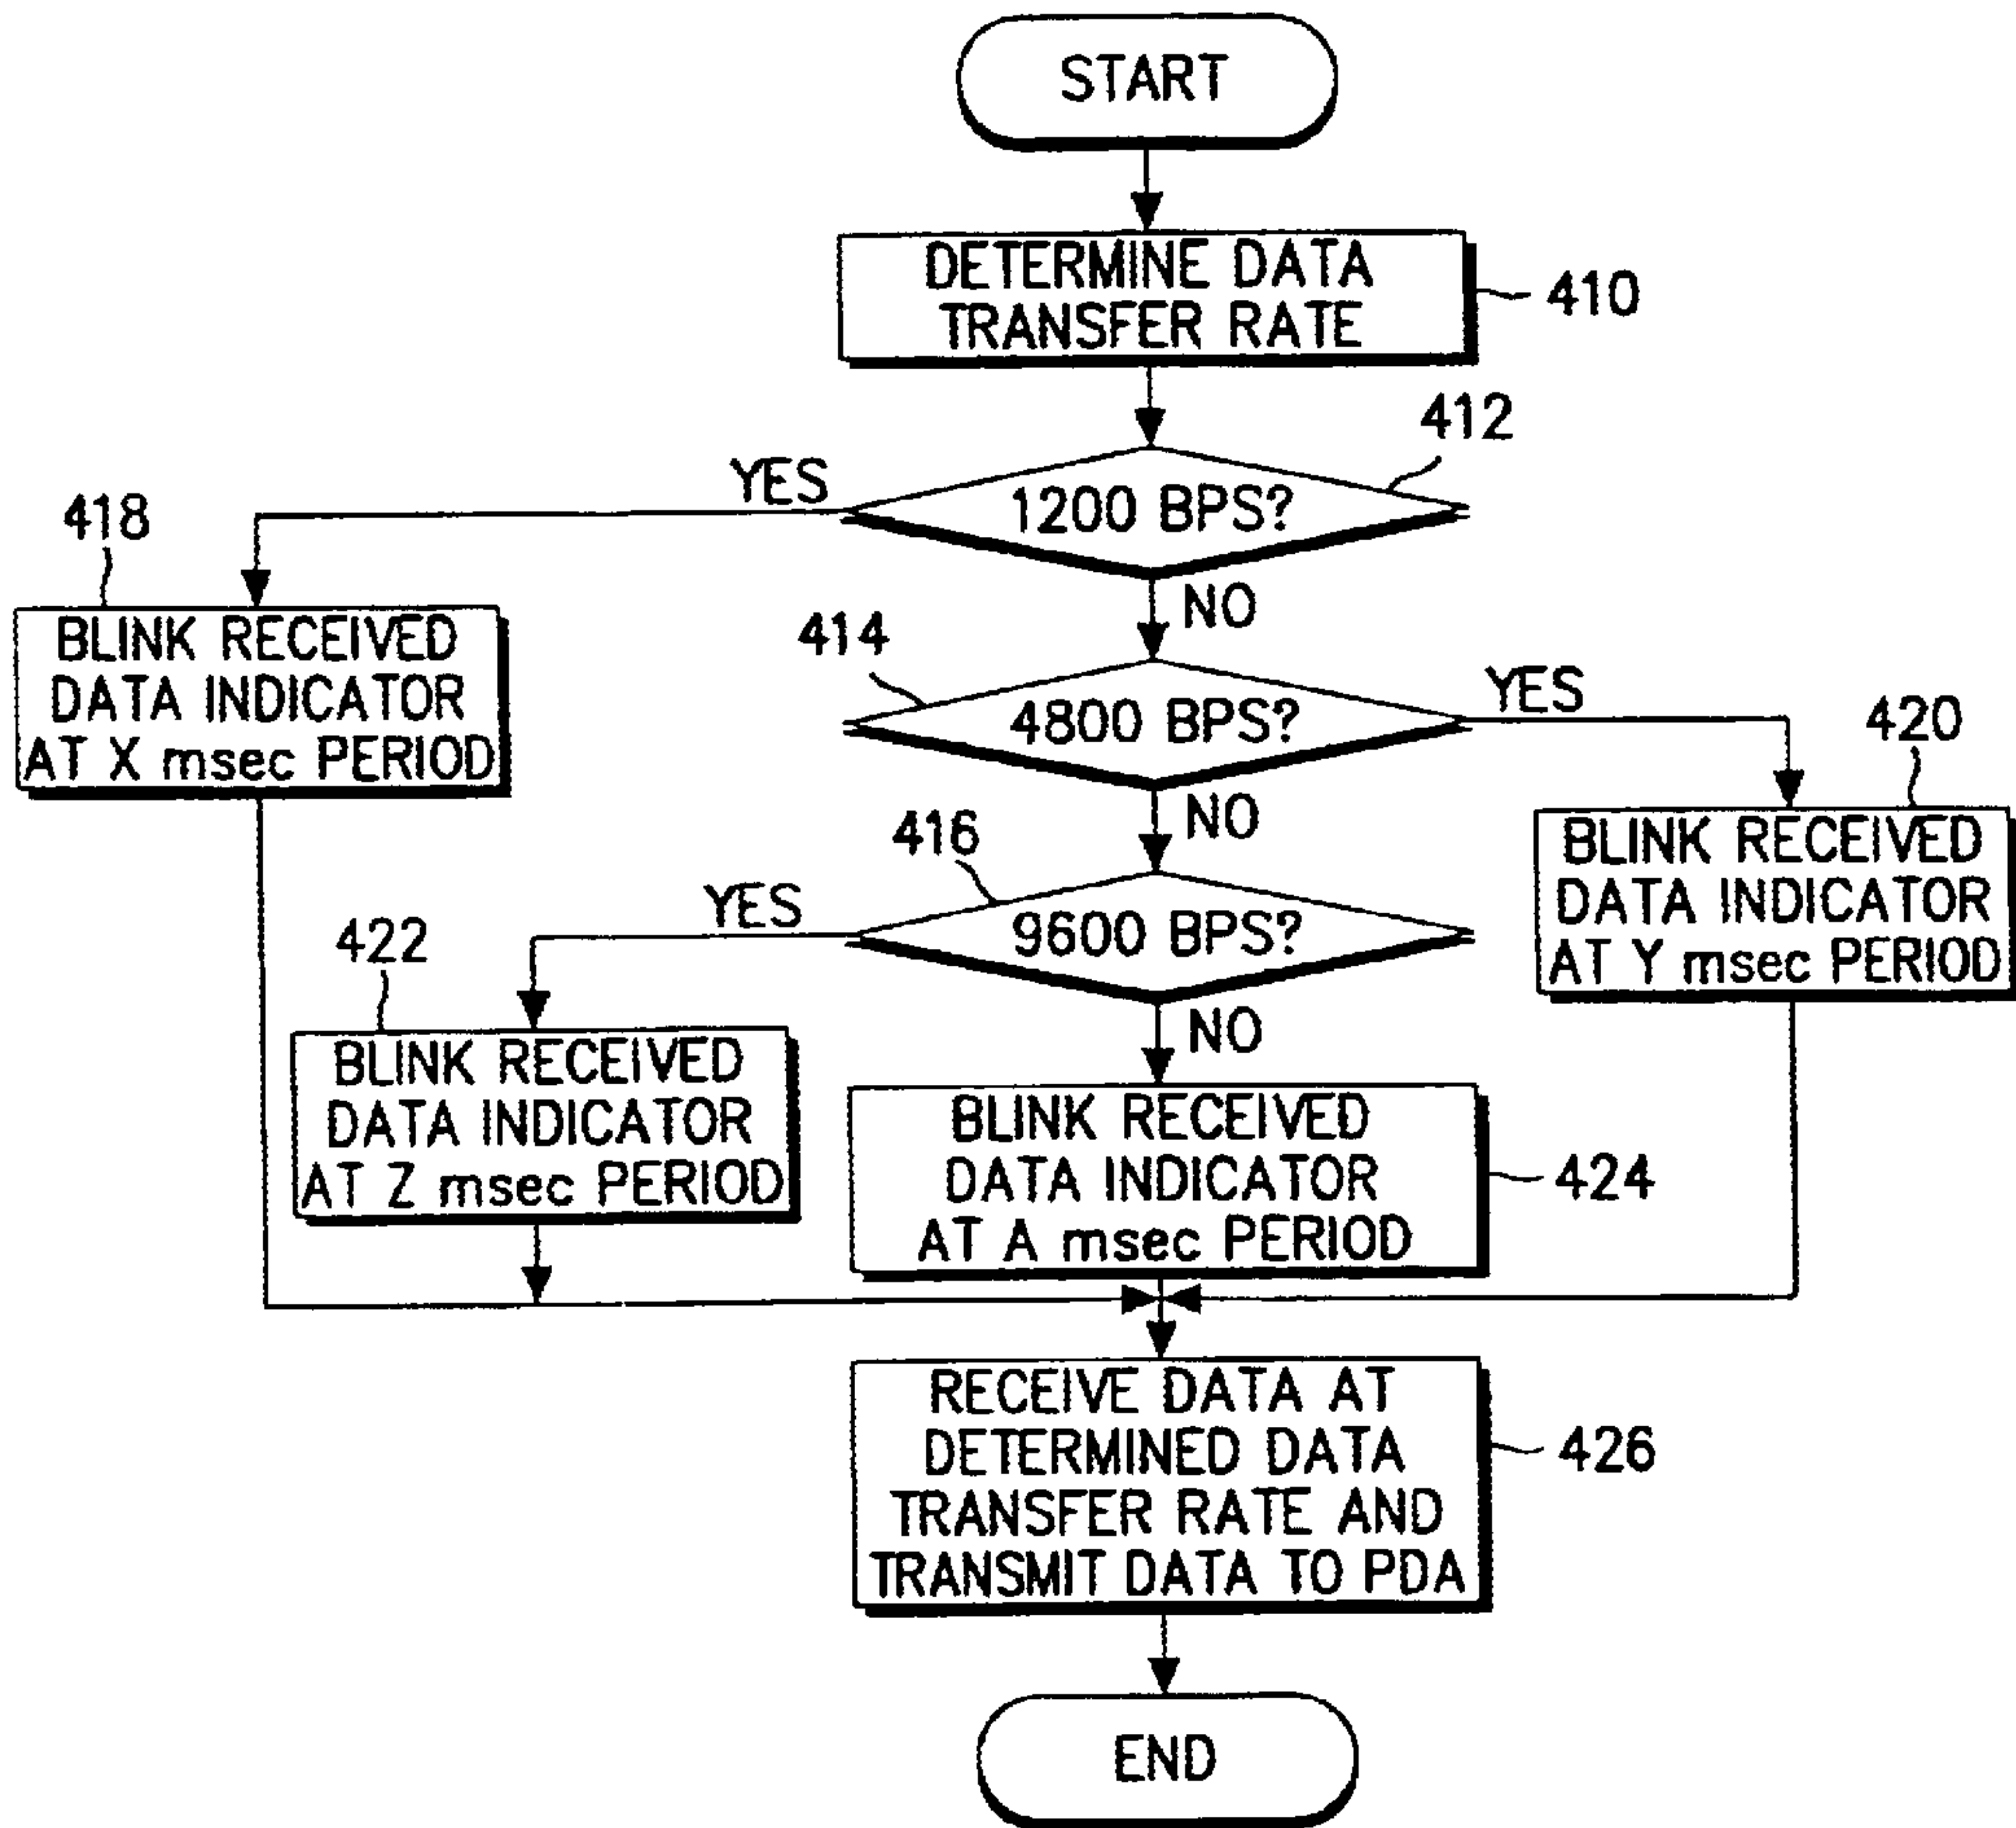 START
DETERMINE DATA
TRANSFER RATE
410
412
1200 BPS?
YES
NO
418
BLINK RECEIVED
DATA INDICATOR
AT X msec PERIOD
414
4800 BPS?
YES
NO
420
BLINK RECEIVED
DATA INDICATOR
AT Y msec PERIOD
416
9600 BPS?
YES
NO
422
BLINK RECEIVED
DATA INDICATOR
AT Z msec PERIOD
BLINK RECEIVED
DATA INDICATOR
AT A msec PERIOD
424
RECEIVE DATA AT
DETERMINED DATA
TRANSFER RATE AND
TRANSMIT DATA TO PDA
426
END